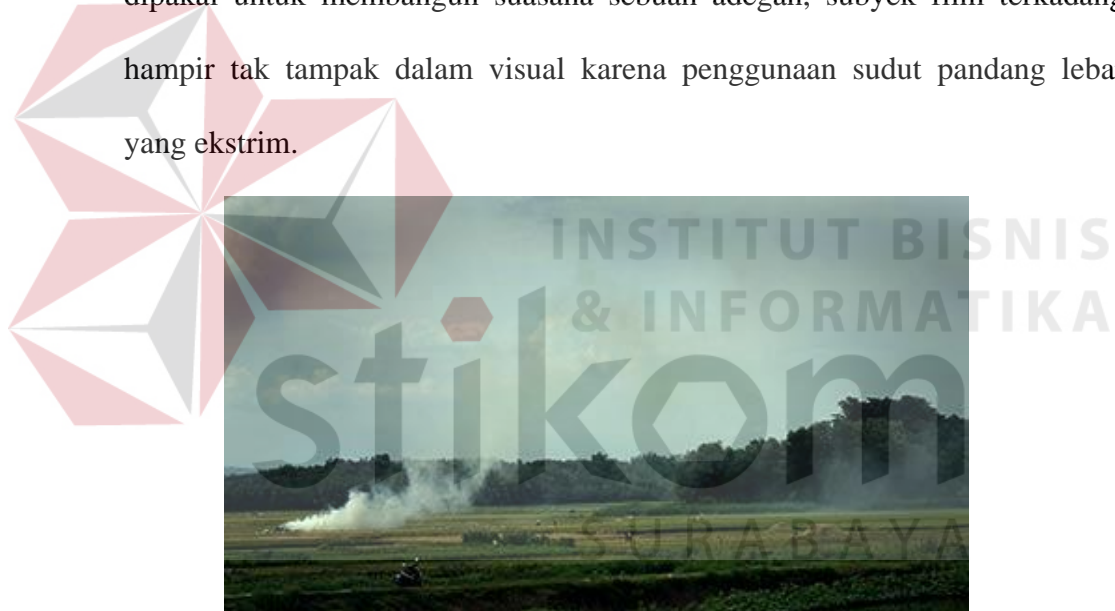 dipakai untuk membangun suasana sebuah adegan, subyek film terkadang
hampir tak tampak dalam visual karena penggunaan sudut pandang leba
yang ekstrim.
INSTITUT BISNIS
& INFORMATIKA
stikom
SURABAYA